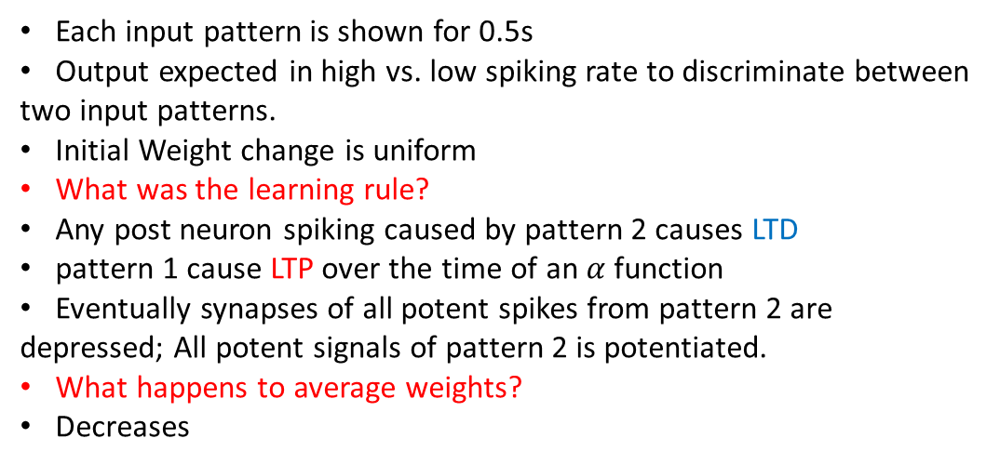 • Each input pattern is shown for 0.5s
• Output expected in high vs. low spiking rate to discriminate between
two input patterns.
• Initial Weight change is uniform
• What was the learning rule?
• Any post neuron spiking caused by pattern 2 causes LTD
• pattern 1 cause LTP over the time of an 𝛼 function
• Eventually synapses of all potent spikes from pattern 2 are
depressed; All potent signals of pattern 2 is potentiated.
• What happens to average weights?
• Decreases